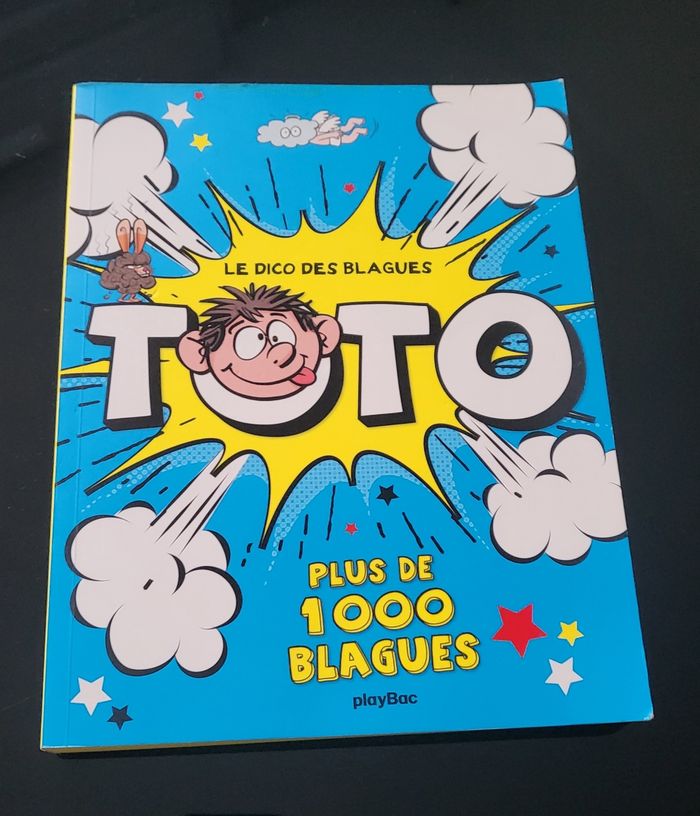 LE DICO DES BLAGUES
TOTO
PLUS DE
1000
BLAGUES
playBac